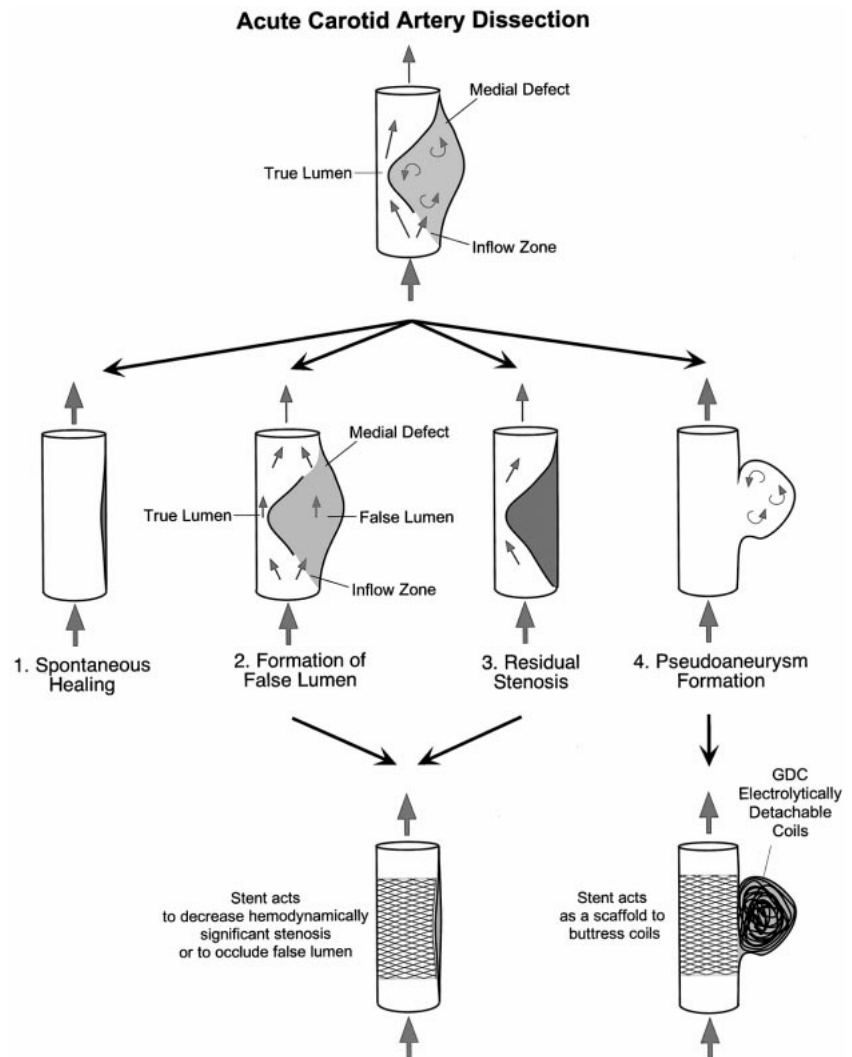 Acute Carotid Artery Dissection
Medial Defect
True Lumen
Inflow Zone
Medial Defect
True Lumen
False Lumen
Inflow Zone
1. Spontaneous
Healing
2. Formation of
False Lumen
3. Residual
Stenosis
4. Pseudoaneurysm
Formation
GDC
Electrolytically
Detachable
Coils
Stent acts
to decrease hemodynamically
significant stenosis
or to occlude false lumen
Stent acts
as a scaffold to
buttress coils